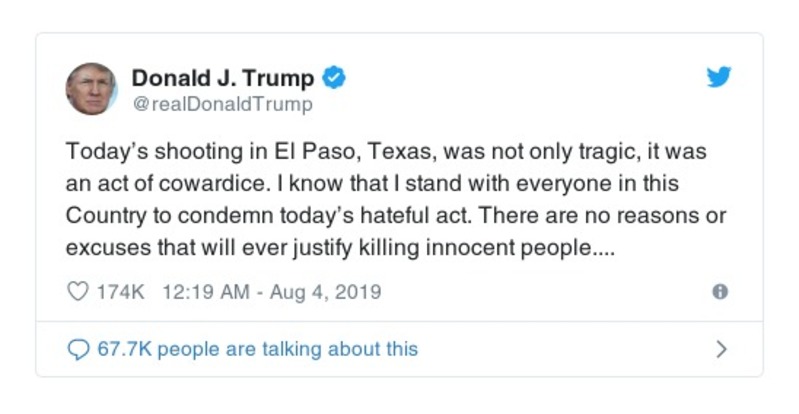 Donald J. Trump
@realDonaldTrump
Today’s shooting in El Paso, Texas, was not only tragic, it was
an act of cowardice. I know that I stand with everyone in this
Country to condemn today’s hateful act. There are no reasons or
excuses that will ever justify killing innocent people....
174K 12:19 AM - Aug 4, 2019
67.7K people are talking about this